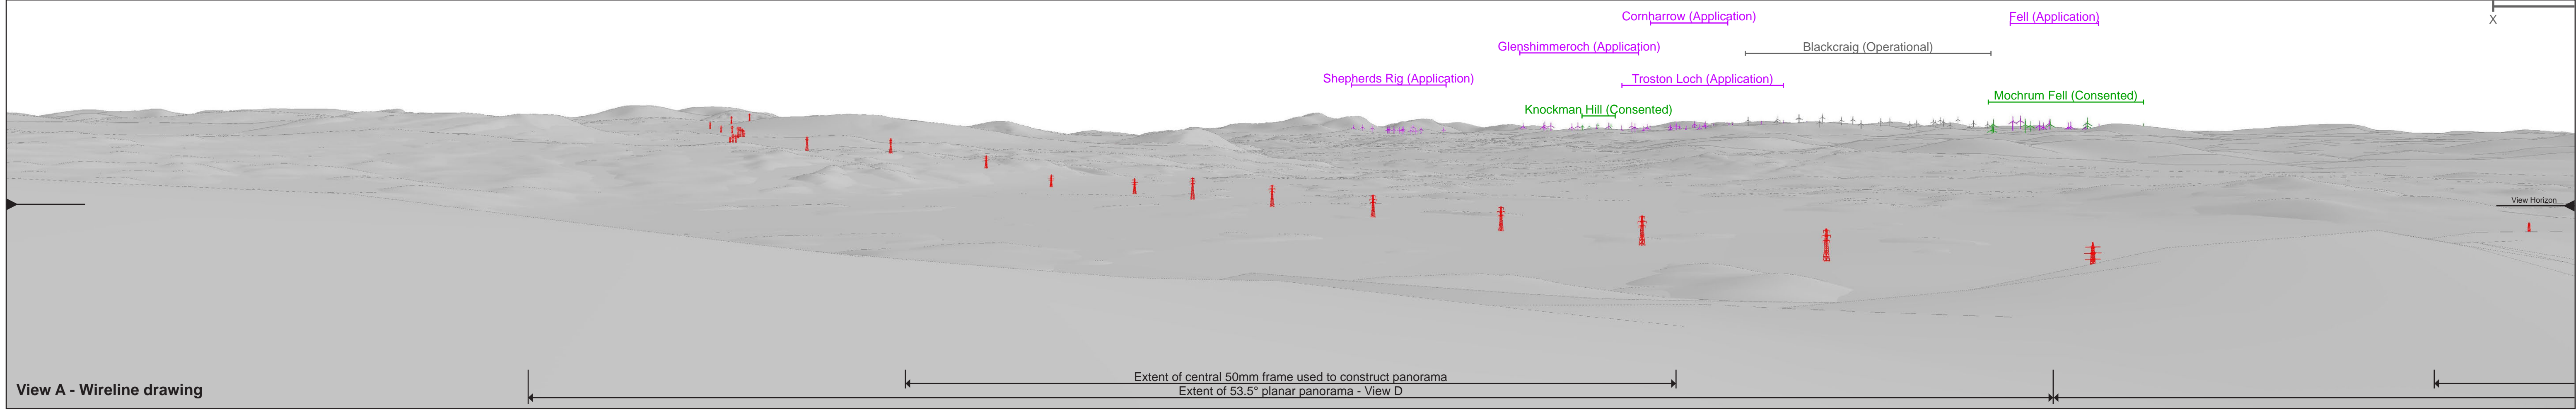 Cornharrow (Application)
Fell (Application)
X
Glenshimmeroch (Application)
Blackcraig (Operational)
Shepherds Rig (Application)
Troston Loch (Application)
Mochrum Fell (Consented)
Knockman Hill (Consented)
View Horizon
Extent of central 50mm frame used to construct panorama
View A - Wireline drawing
Extent of 53.5° planar panorama - View D